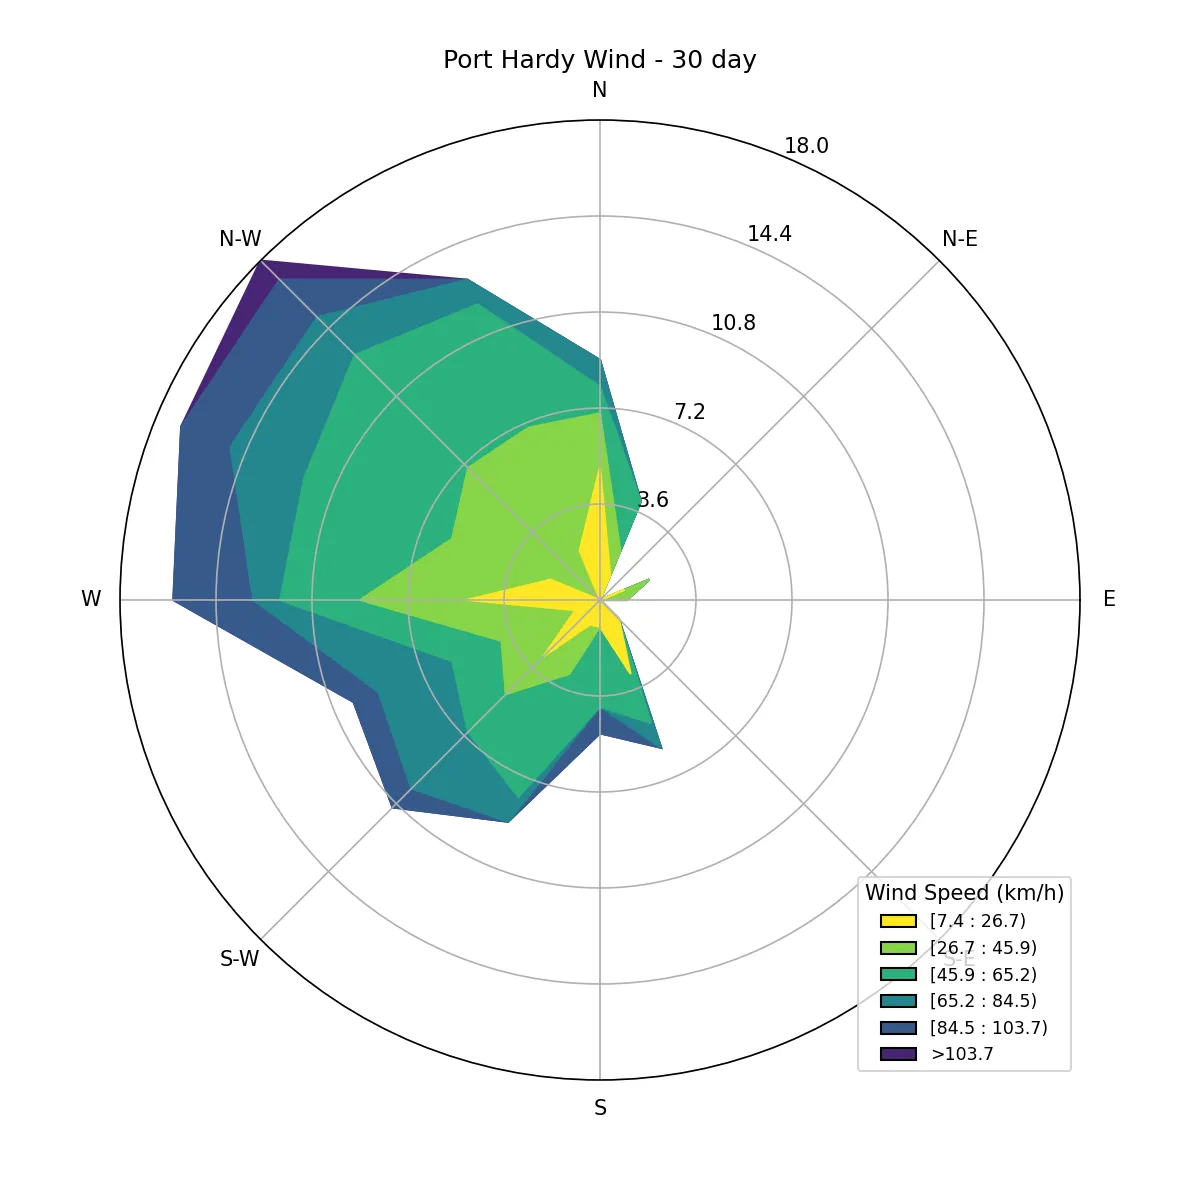 Port Hardy Wind - 30 day
N
18.0
14.4
N-W
N-E
10.8
7.2
3.6
W
E
Wind Speed (km/h)
[7.4 : 26.7)
[26.7 : 45.9)
S-W
S-E
[45.9 : 65.2)
[65.2 : 84.5)
[84.5 : 103.7)
>103.7
S